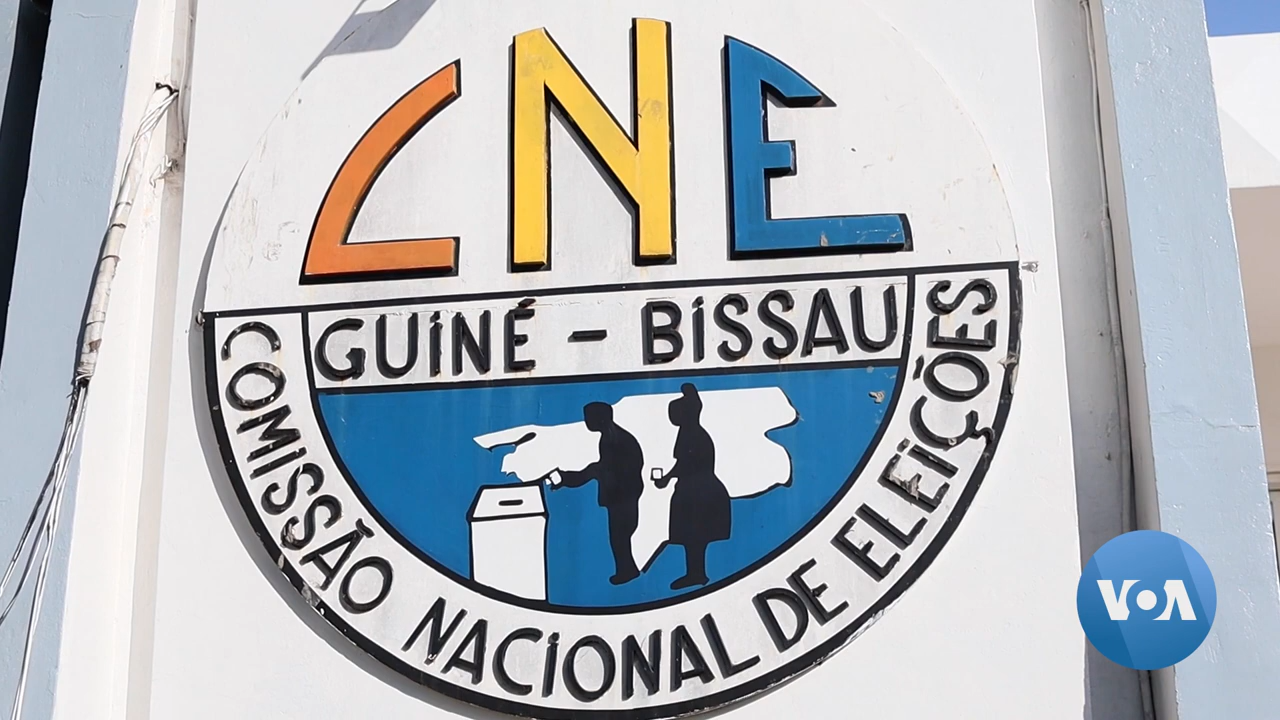 CNE
GUINÉ - BISSAU
COMISSÃO NACIONAL DE ELEIÇÕES
VOA